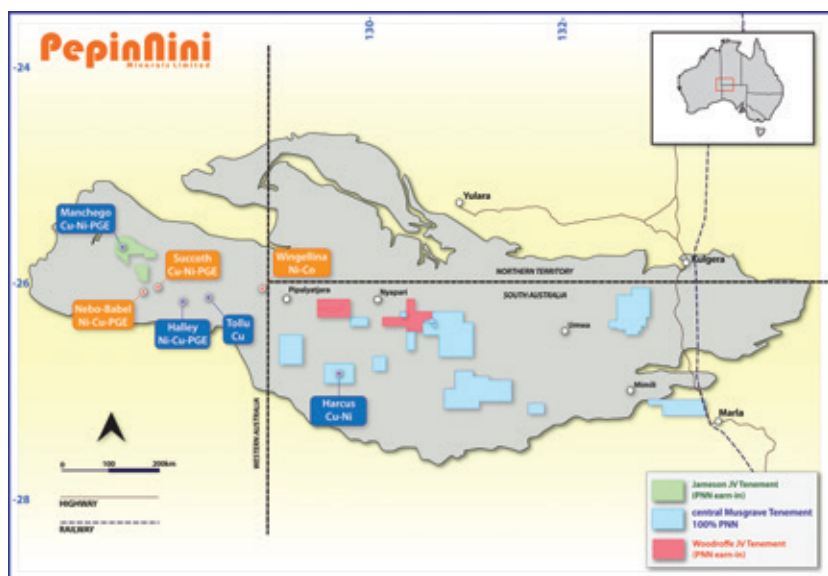 PepinNini
Minerals Limited
130
132
-24
-26
-28
Yulara
Kulgera
Manchego
Cu-Ni-PGE
Succoth
Cu-Ni-PGE
Wingellina
Ni-Co
NORTHERN TERRITORY
SOUTH AUSTRALIA
Pipalyatjara
Nyapari
Nebo-Babel
Ni-Cu-PGE
Halley
Ni-Cu-PGE
Tollu
Cu
Umea
Harcus
Cu-Ni
Mimili
Marla
WESTERN AUSTRALIA
0 100 200km
HIGHWAY
RAILWAY
Jameson JV Tenement
(PNN earn-in)
central Musgrave Tenement
100% PNN
Woodroffe JV Tenement
(PNN earn-in)